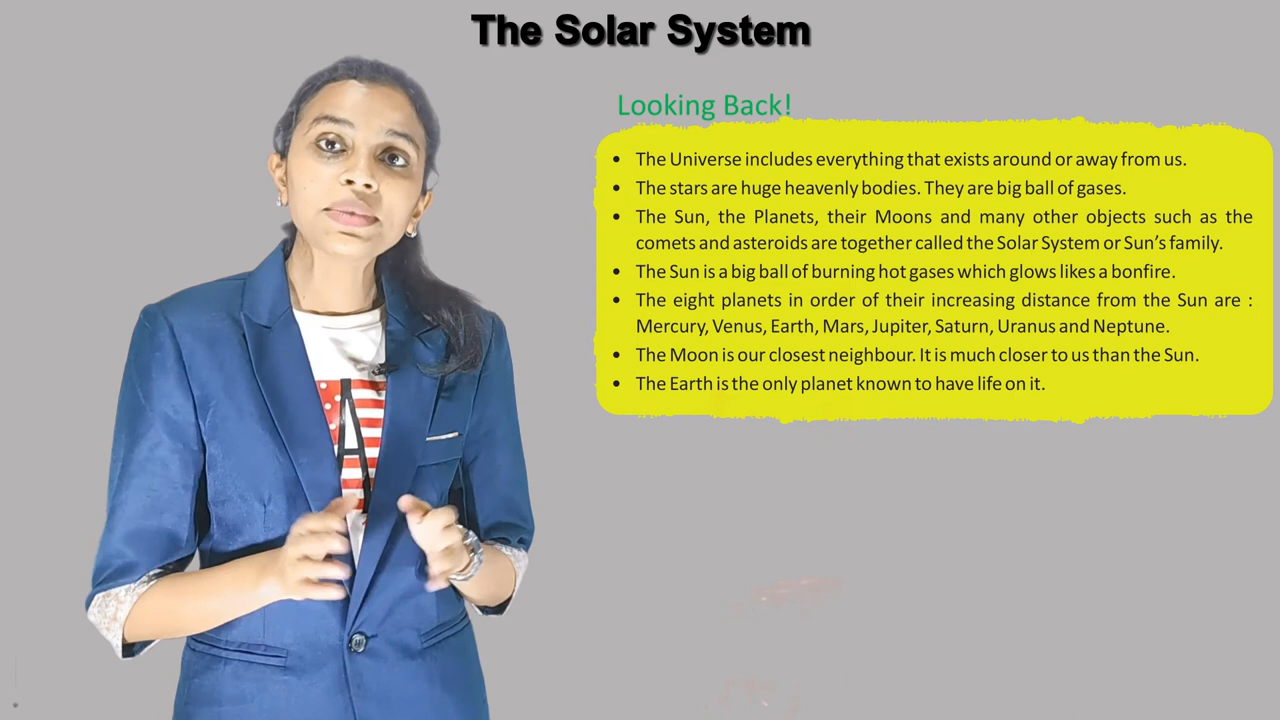 The Solar System
Looking Back!
• The Universe includes everything that exists around or away from us.
• The stars are huge heavenly bodies. They are big ball of gases.
• The Sun, the Planets, their Moons and many other objects such as the
comets and asteroids are together called the Solar System or Sun's family.
• The Sun is a big ball of burning hot gases which glows likes a bonfire.
• The eight planets in order of their increasing distance from the Sun are :
Mercury, Venus, Earth, Mars, Jupiter, Saturn, Uranus and Neptune.
• The Moon is our closest neighbour. It is much closer to us than the Sun.
• The Earth is the only planet known to have life on it.
A